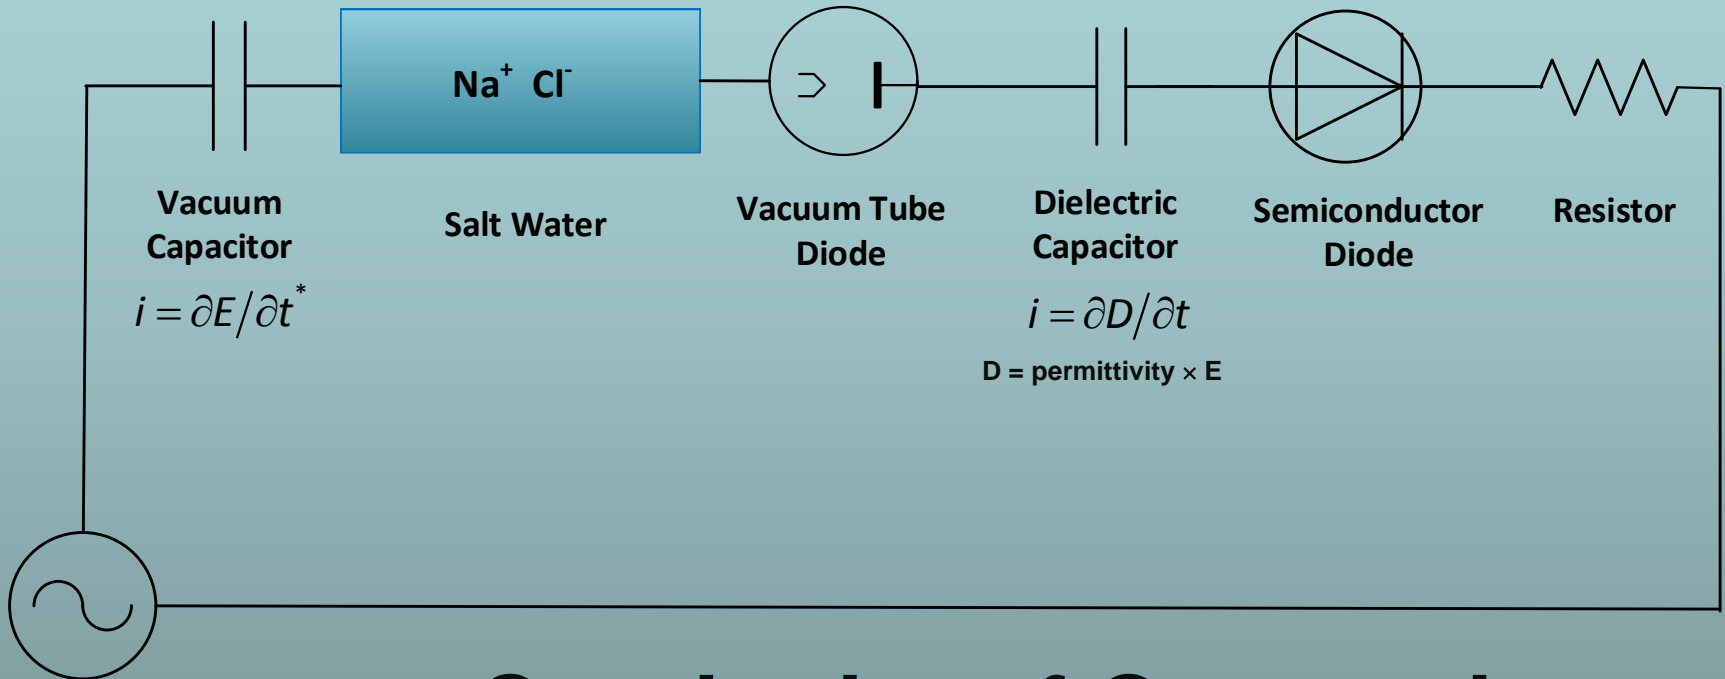 Na⁺ Cl⁻
Vacuum
Capacitor
i = ∂E/∂t*
Salt Water
Vacuum Tube
Diode
Dielectric
Capacitor
i = ∂D/∂t
D = permittivity × E
Semiconductor
Diode
Resistor